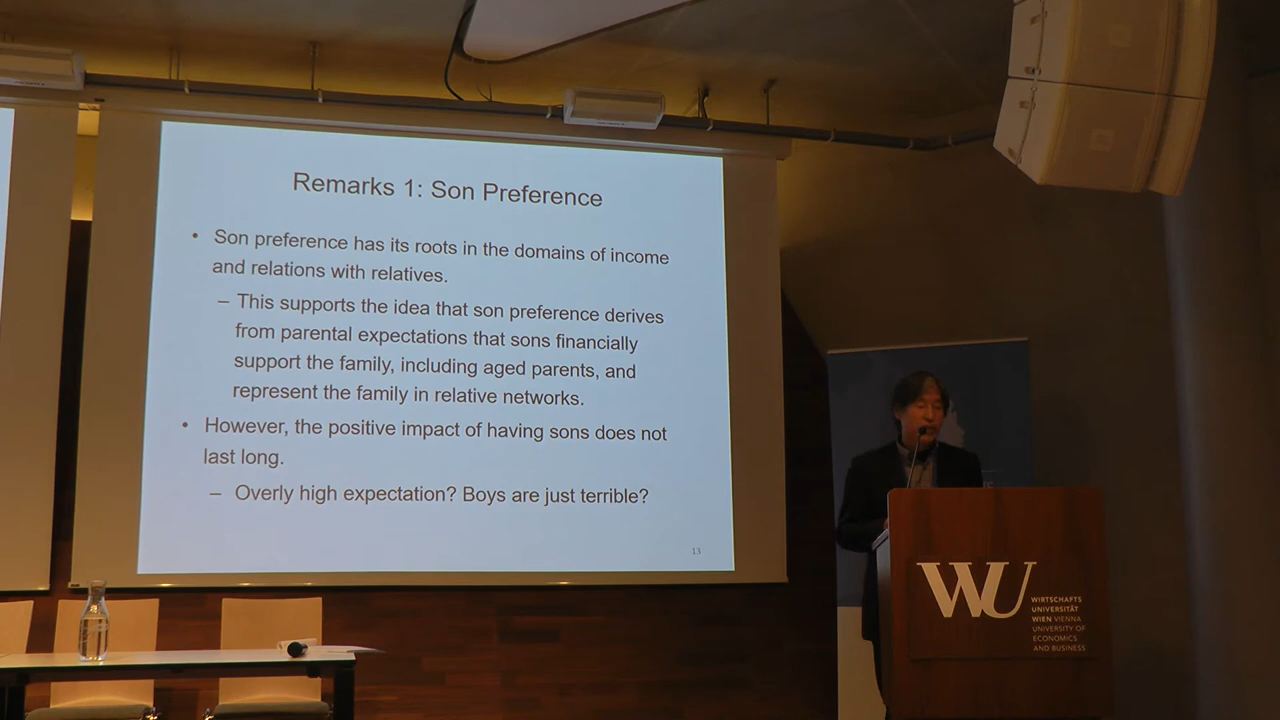 Remarks 1: Son Preference
• Son preference has its roots in the domains of income
and relations with relatives.
– This supports the idea that son preference derives
from parental expectations that sons financially
support the family, including aged parents, and
represent the family in relative networks.
• However, the positive impact of having sons does not
last long.
– Overly high expectation? Boys are just terrible?
13
WU
WIRTSCHAFTS
UNIVERSITÄT
WIEN VIENNA
UNIVERSITY OF
ECONOMICS
AND BUSINESS